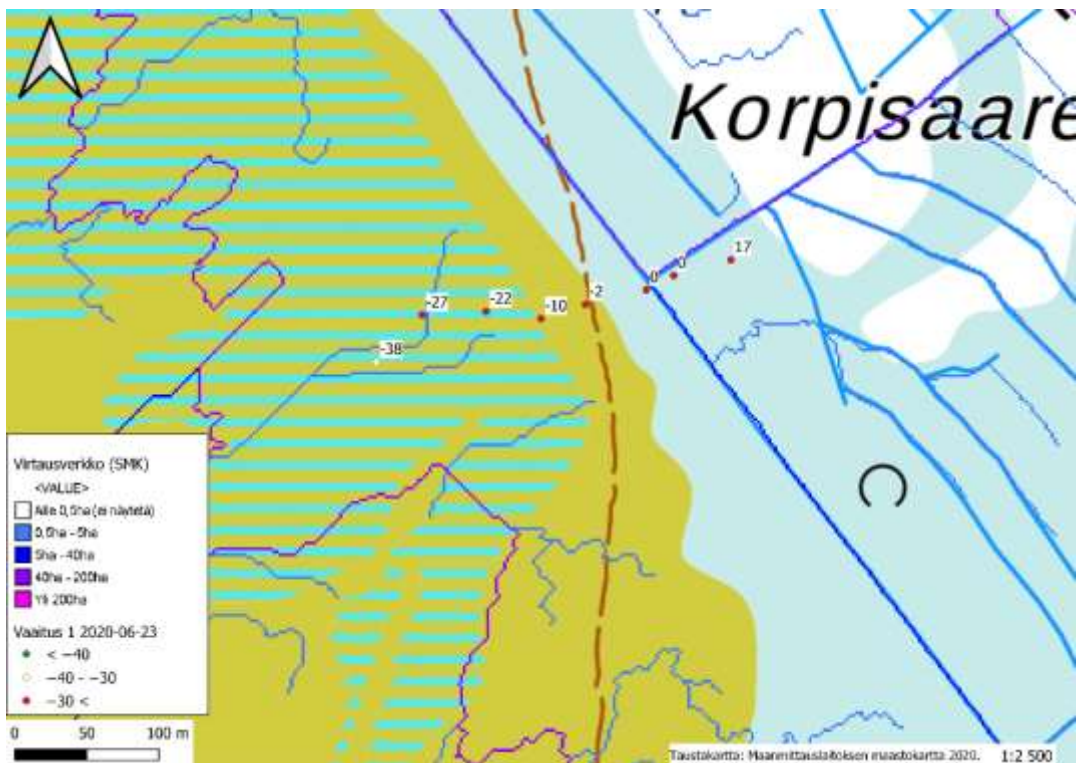 Korpisaare
17
0
0
-2
-10
-22
-27
-38
Virtausverkko (SMK)
<VALUE>
Alle 0,5ha (ei näytetä)
0,5ha - 5ha
5ha - 40ha
40ha - 200ha
Yli 200ha
Vaaitus 1 2020-06-23
< −40
−40 - −30
−30 <
0 50 100 m
Taustakartta: Maanmittauslaitoksen maastokartta 2020. 1:2 500